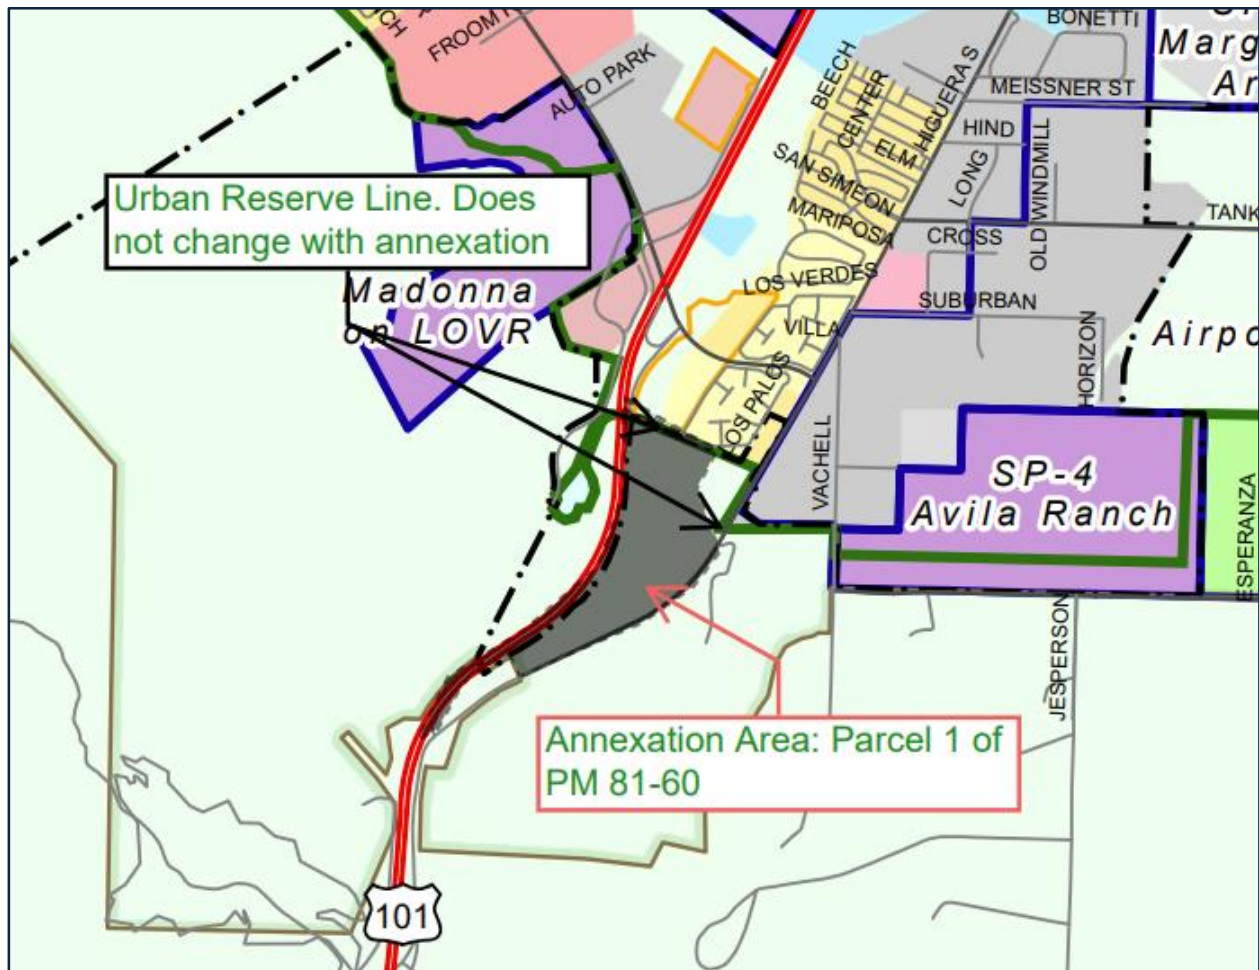 BONETTI
Marg
Ar
FROOM
AUTO PARK
BEECH
CENTER
HIGUERA S
MEISSNER ST
HIND
ELM
LONG
OLD WINDMILL
SAN SIMEON
MARIPOSA
TANK
CROSS
Urban Reserve Line. Does
not change with annexation
LOS VERDES
SUBURBAN
Madonna
on LOVR
VILLA
HORIZON
Airpo
LOS PALOS
VACHELL
SP-4
Avila Ranch
ESPERANZA
JESPERSON
Annexation Area: Parcel 1 of
PM 81-60
101